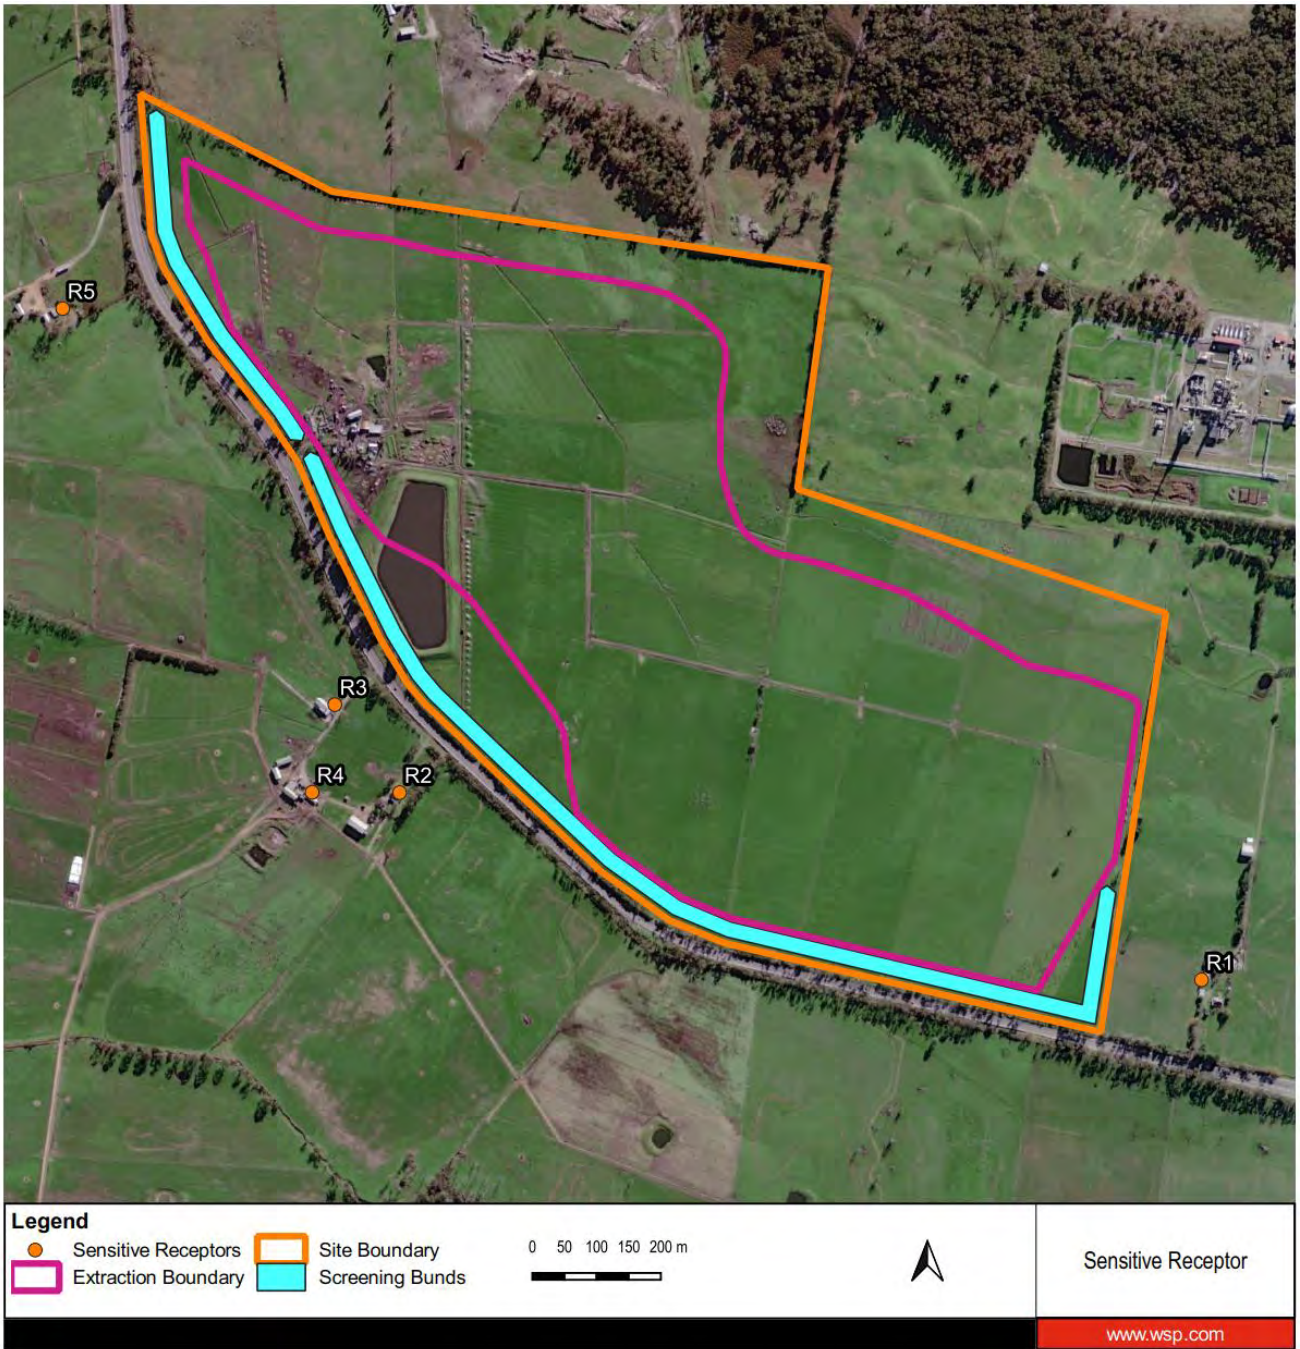 R5
R3
R4
R2
R1
Legend
Sensitive Receptors
Site Boundary
Extraction Boundary
Screening Bunds
0 50 100 150 200 m
Sensitive Receptor
www.wsp.com